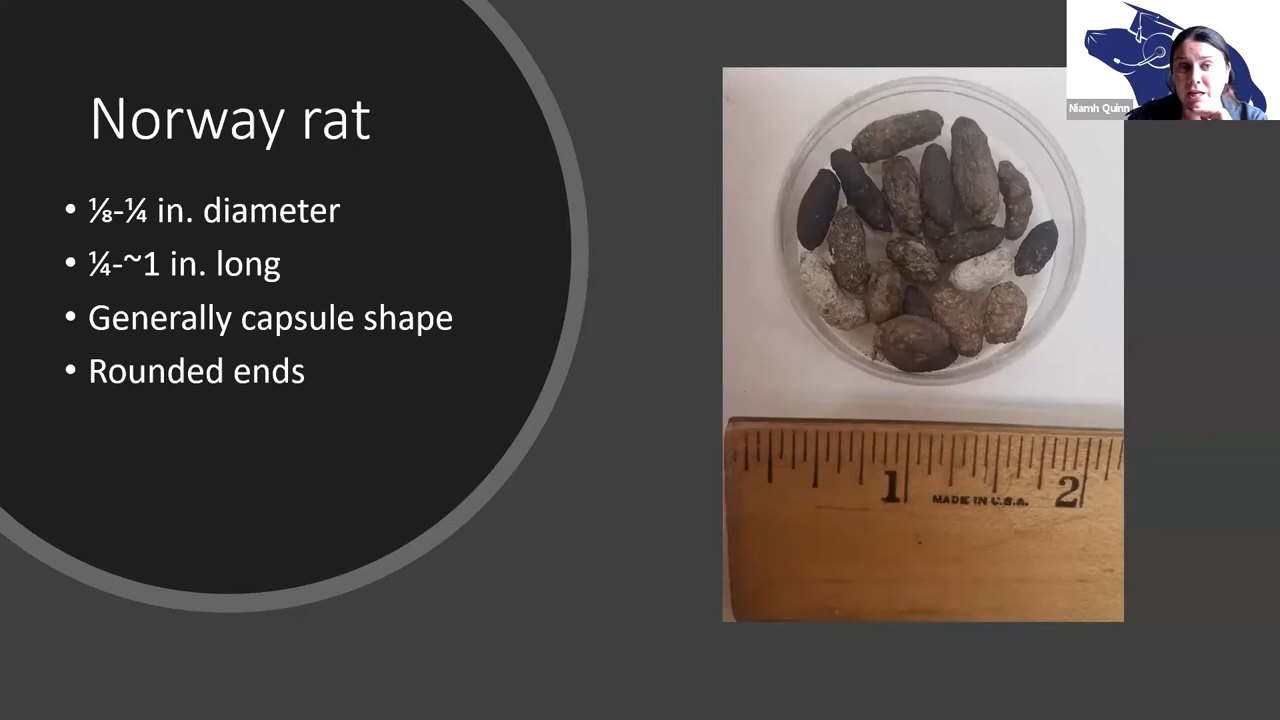 Norway rat
• ⅛-¼ in. diameter
• ¼-~1 in. long
• Generally capsule shape
• Rounded ends
Niamh Quinn
1 MADE IN U.S.A. 2